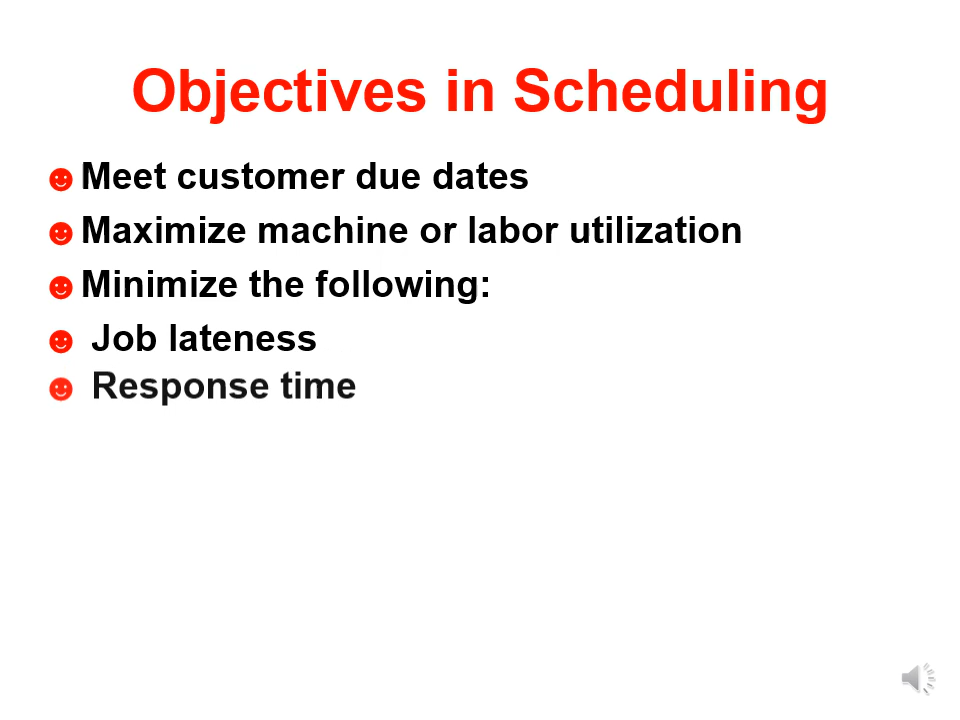 Objectives in Scheduling
☻Meet customer due dates
☻Maximize machine or labor utilization
☻Minimize the following:
☻ Job lateness
☻ Response time